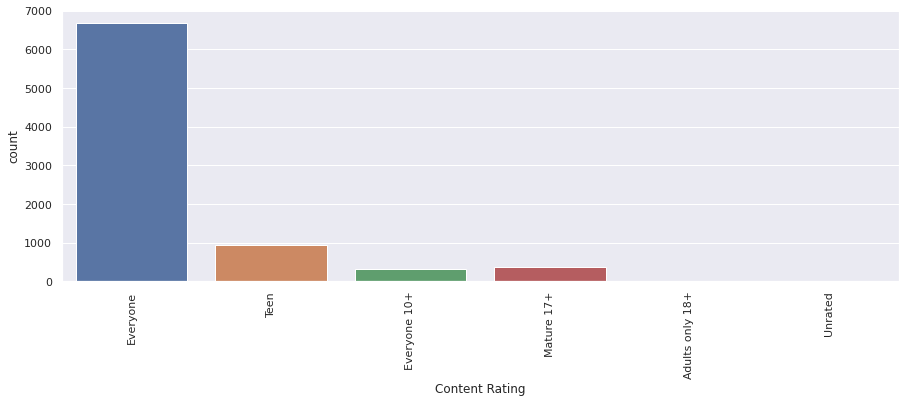 7000
6000
5000
4000
3000
2000
1000
0
count
Everyone
Teen
Everyone 10+
Mature 17+
Adults only 18+
Unrated
Content Rating